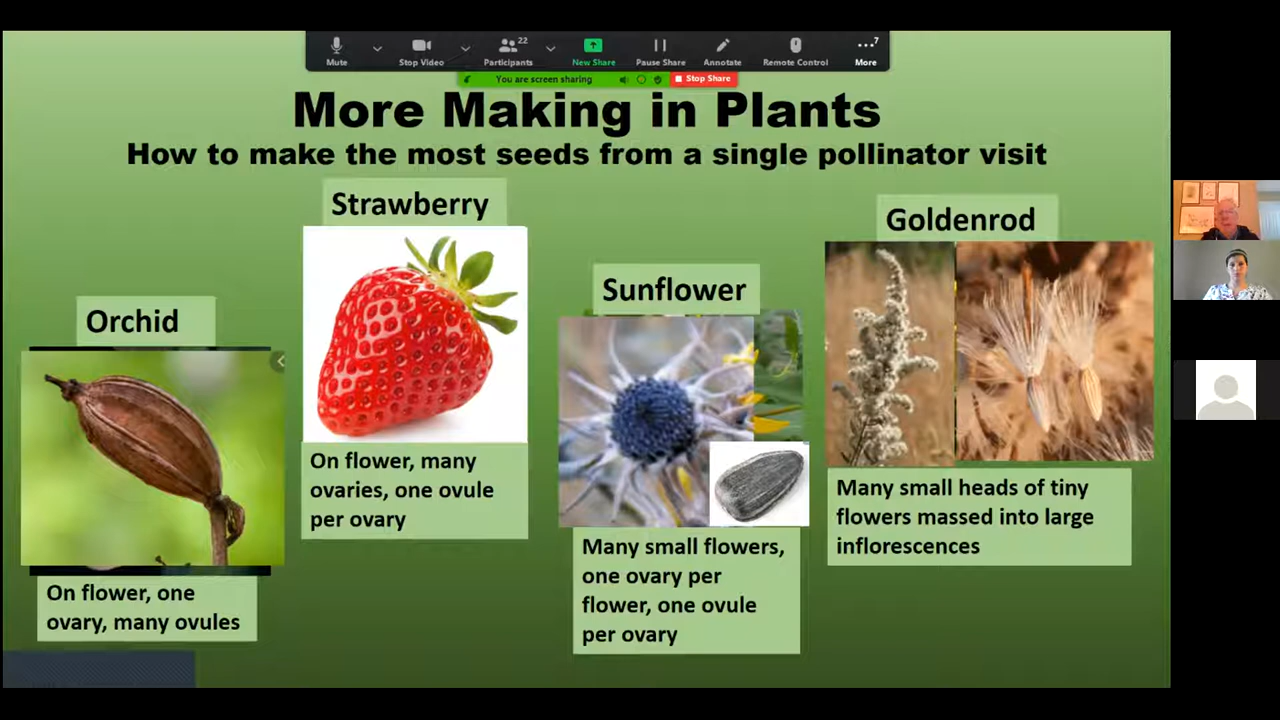 22
7
Mute
Stop Video
Participants
New Share
Pause Share
Annotate
Remote Control
More
You are screen sharing
Stop Share
More Making in Plants
How to make the most seeds from a single pollinator visit
Orchid
On flower, one
ovary, many ovules
Strawberry
On flower, many
ovaries, one ovule
per ovary
Sunflower
Many small flowers,
one ovary per
flower, one ovule
per ovary
Goldenrod
Many small heads of tiny
flowers massed into large
inflorescences